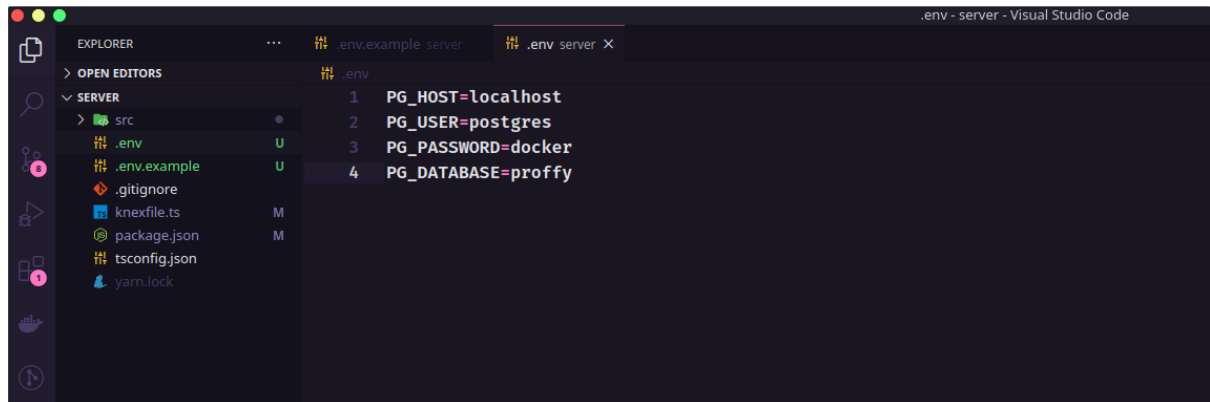 .env - server - Visual Studio Code
EXPLORER ...
OPEN EDITORS
SERVER
src
.env U
.env.example U
.gitignore
TS knexfile.ts M
JS package.json M
tsconfig.json
yarn.lock
8
1
.env.example server
.env server
.env
1 PG_HOST=localhost
2 PG_USER=postgres
3 PG_PASSWORD=docker
4 PG_DATABASE=proffy